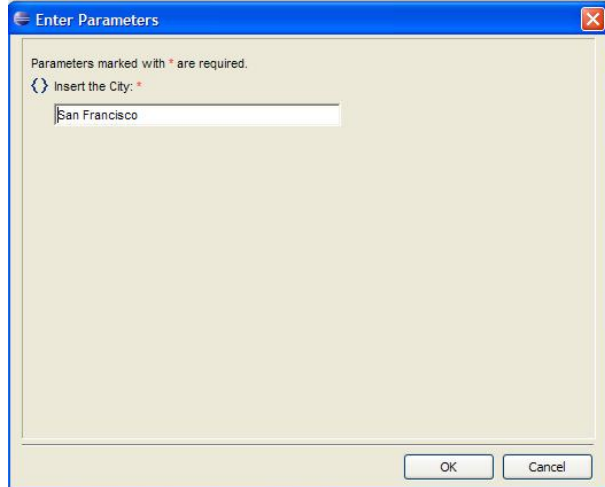 Enter Parameters
Parameters marked with * are required.
{} Insert the City: *
San Francisco
OK Cancel